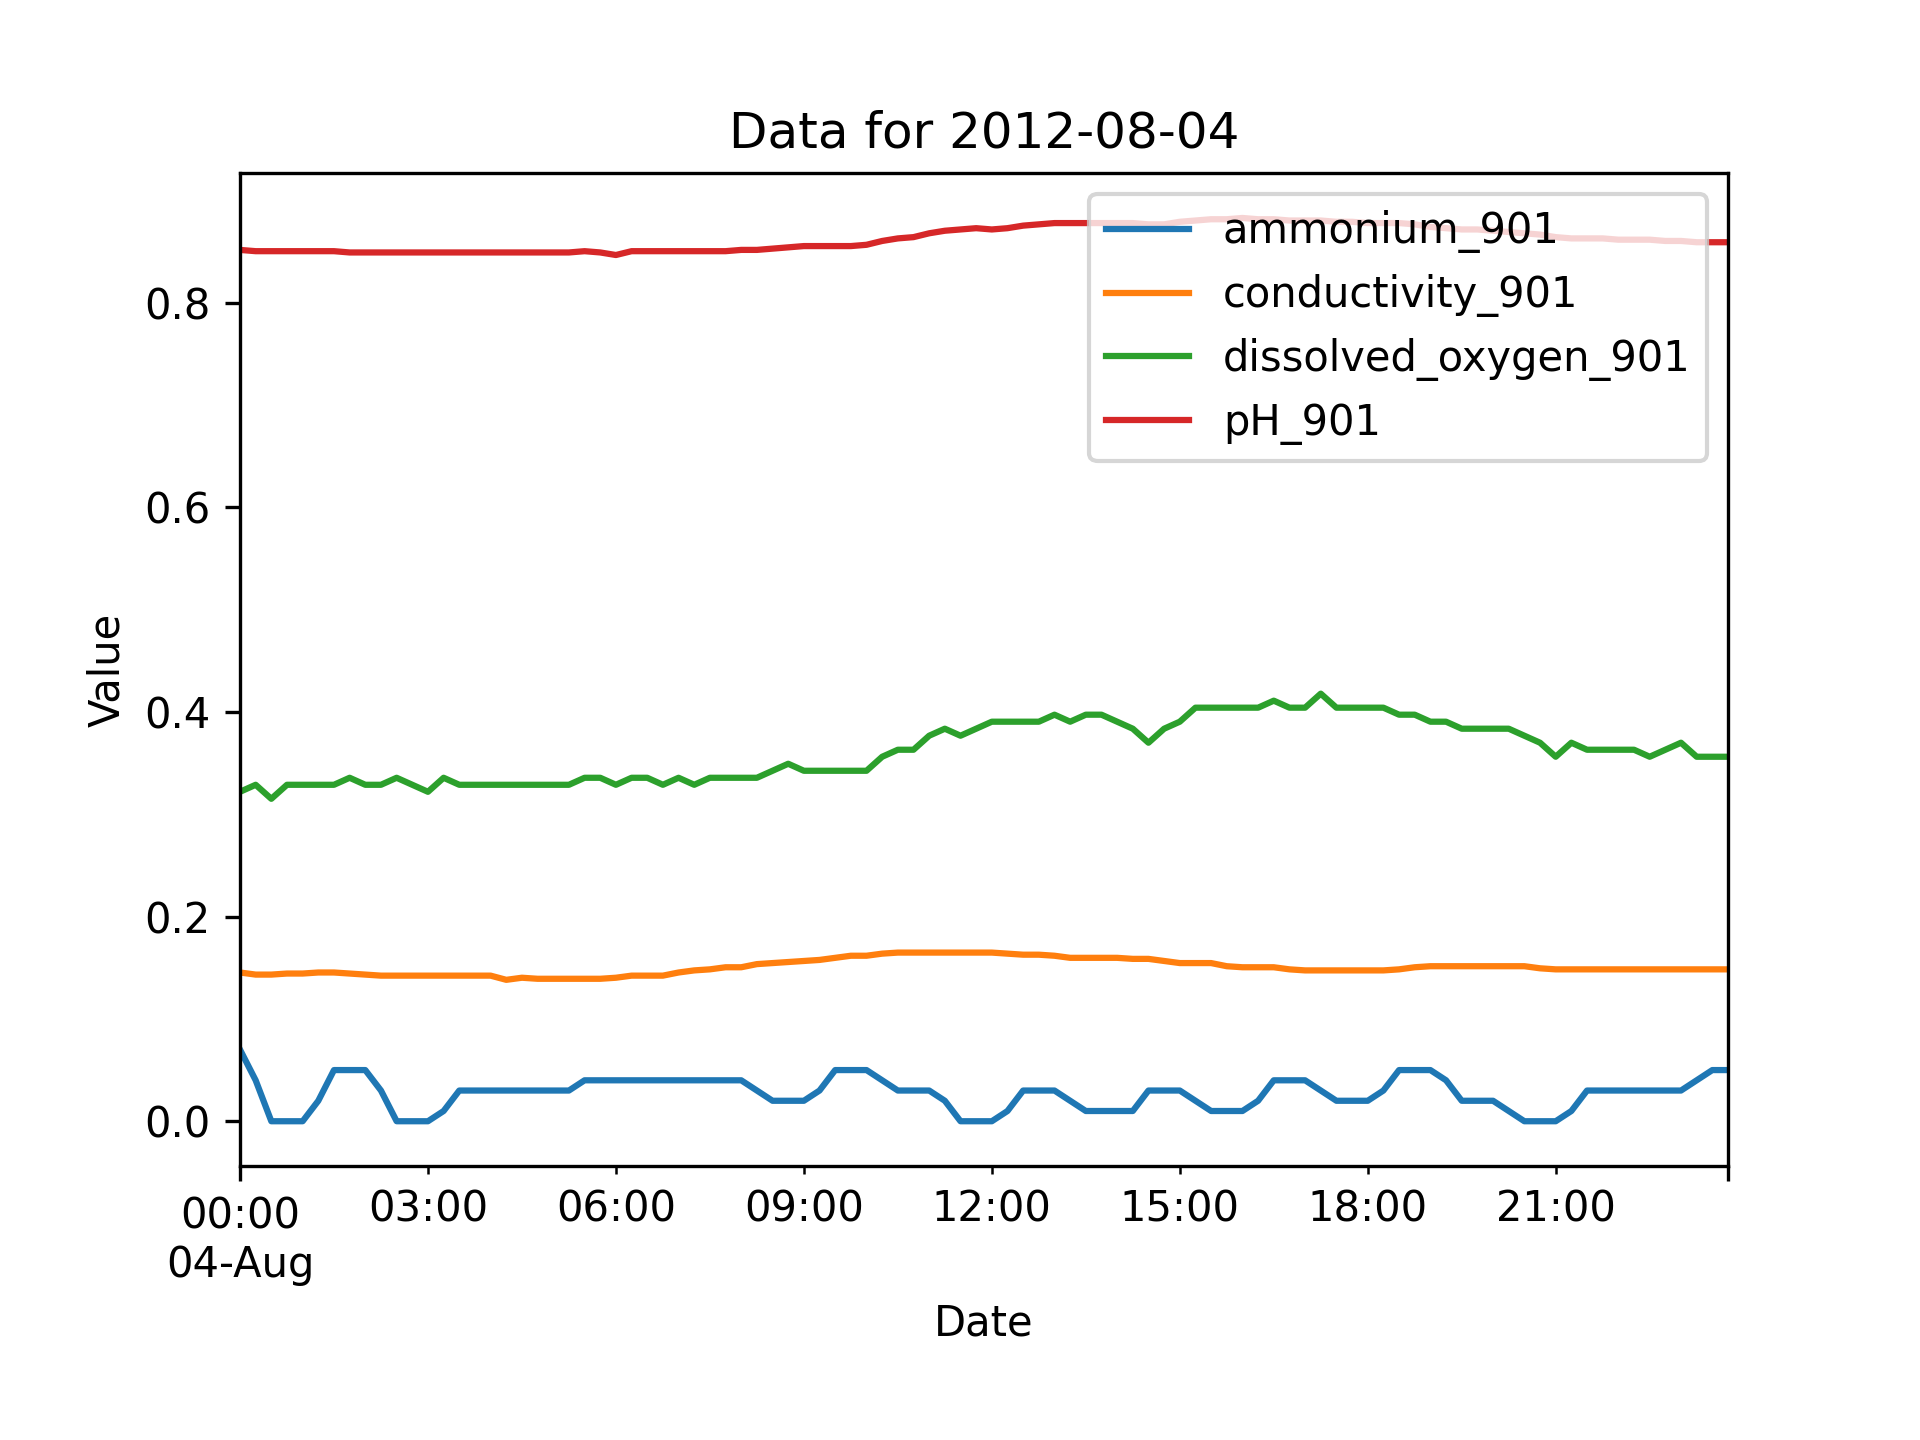 Data for 2012-08-04
ammonium_901
conductivity_901
dissolved_oxygen_901
pH_901
0.8
0.6
0.4
0.2
0.0
Value
00:00 03:00 06:00 09:00 12:00 15:00 18:00 21:00
04-Aug
Date